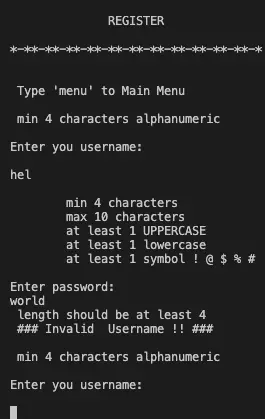 REGISTER
*-**-**-**-**-**-**-**-**-**-**-**-*
Type 'menu' to Main Menu
min 4 characters alphanumeric
Enter you username:
hel
min 4 characters
max 10 characters
at least 1 UPPERCASE
at least 1 lowercase
at least 1 symbol ! @ $ % #
Enter password:
world
length should be at least 4
### Invalid  Username !! ###
min 4 characters alphanumeric
Enter you username: